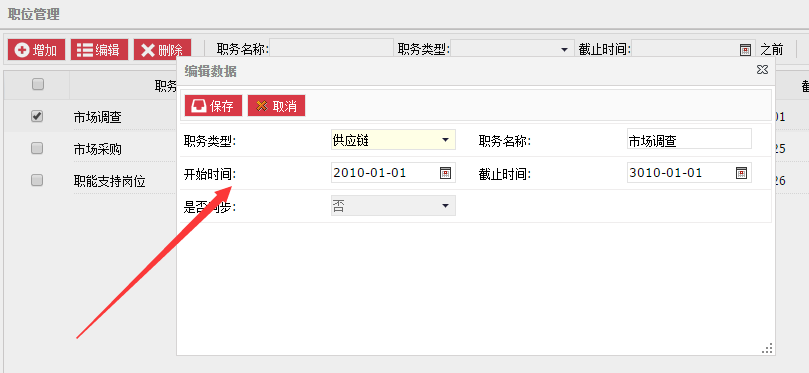 职位管理
增加 编辑 删除 职务名称: 职务类型: 截止时间: 之前
编辑数据
保存 取消
职务类型: 供应链 职务名称: 市场调查
开始时间: 2010-01-01 截止时间: 3010-01-01
是否 步: 否
职务 截
市场调查 01
市场采购 25
职能支持岗位 26